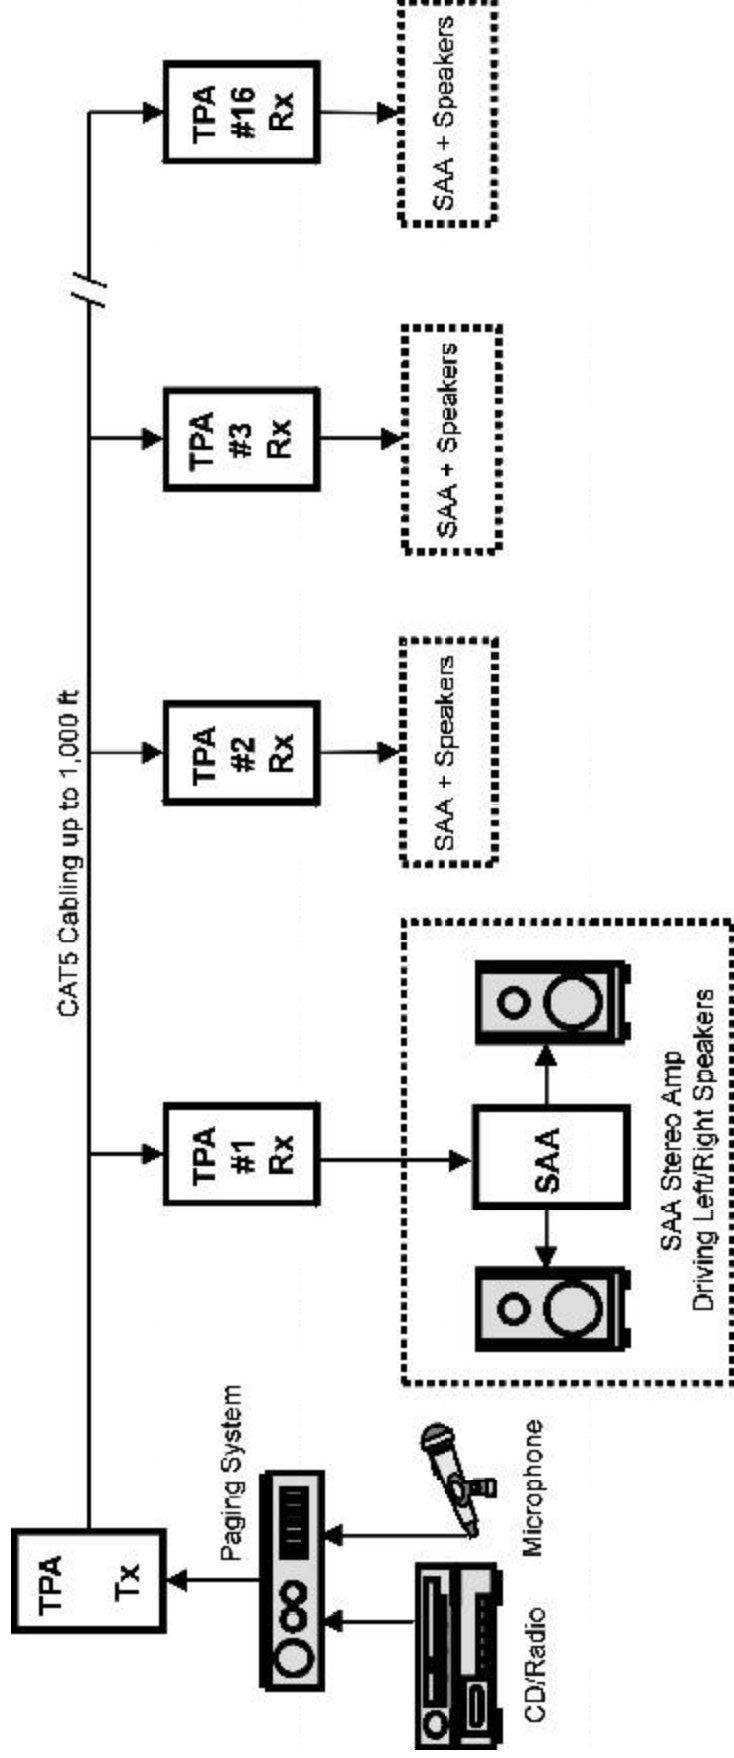 CAT5 Cabling up to 1,000 ft
TPA
Tx
TPA
#1
Rx
TPA
#2
Rx
TPA
#3
Rx
TPA
#16
Rx
Paging System
CD/Radio
Microphone
SAA
SAA Stereo Amp
Driving Left/Right Speakers
SAA + Speakers
SAA + Speakers
SAA + Speakers